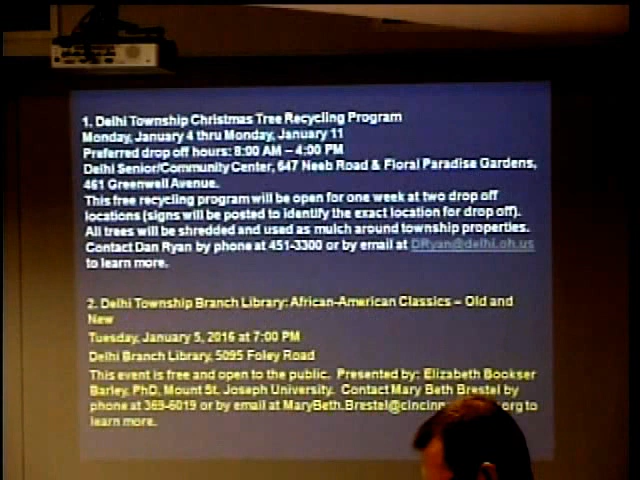 1. Delhi Township Christmas Tree Recycling Program
Monday, January 4 thru Monday, January 11
Preferred drop off hours: 8:00 AM – 4:00 PM
Delhi Senior/Community Center, 647 Neeb Road & Floral Paradise Gardens,
461 Greenwell Avenue.
This free recycling program will be open for one week at two drop off
locations (signs will be posted to identify the exact location for drop off).
All trees will be shredded and used as mulch around township properties.
Contact Dan Ryan by phone at 451-3300 or by email at DRyan@delhi.oh.us
to learn more.
2. Delhi Township Branch Library: African-American Classics – Old and
New
Tuesday, January 5, 2016 at 7:00 PM
Delhi Branch Library, 5095 Foley Road
This event is free and open to the public. Presented by: Elizabeth Bookser
Barley, PhD, Mount St. Joseph University. Contact Mary Beth Brestel by
phone at 369-6019 or by email at MaryBeth.Brestel@cincinn org to
learn more.